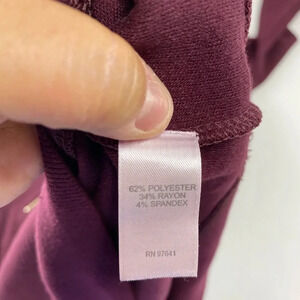 62% POLYESTER
34% RAYON
4% SPANDEX
RN 97641